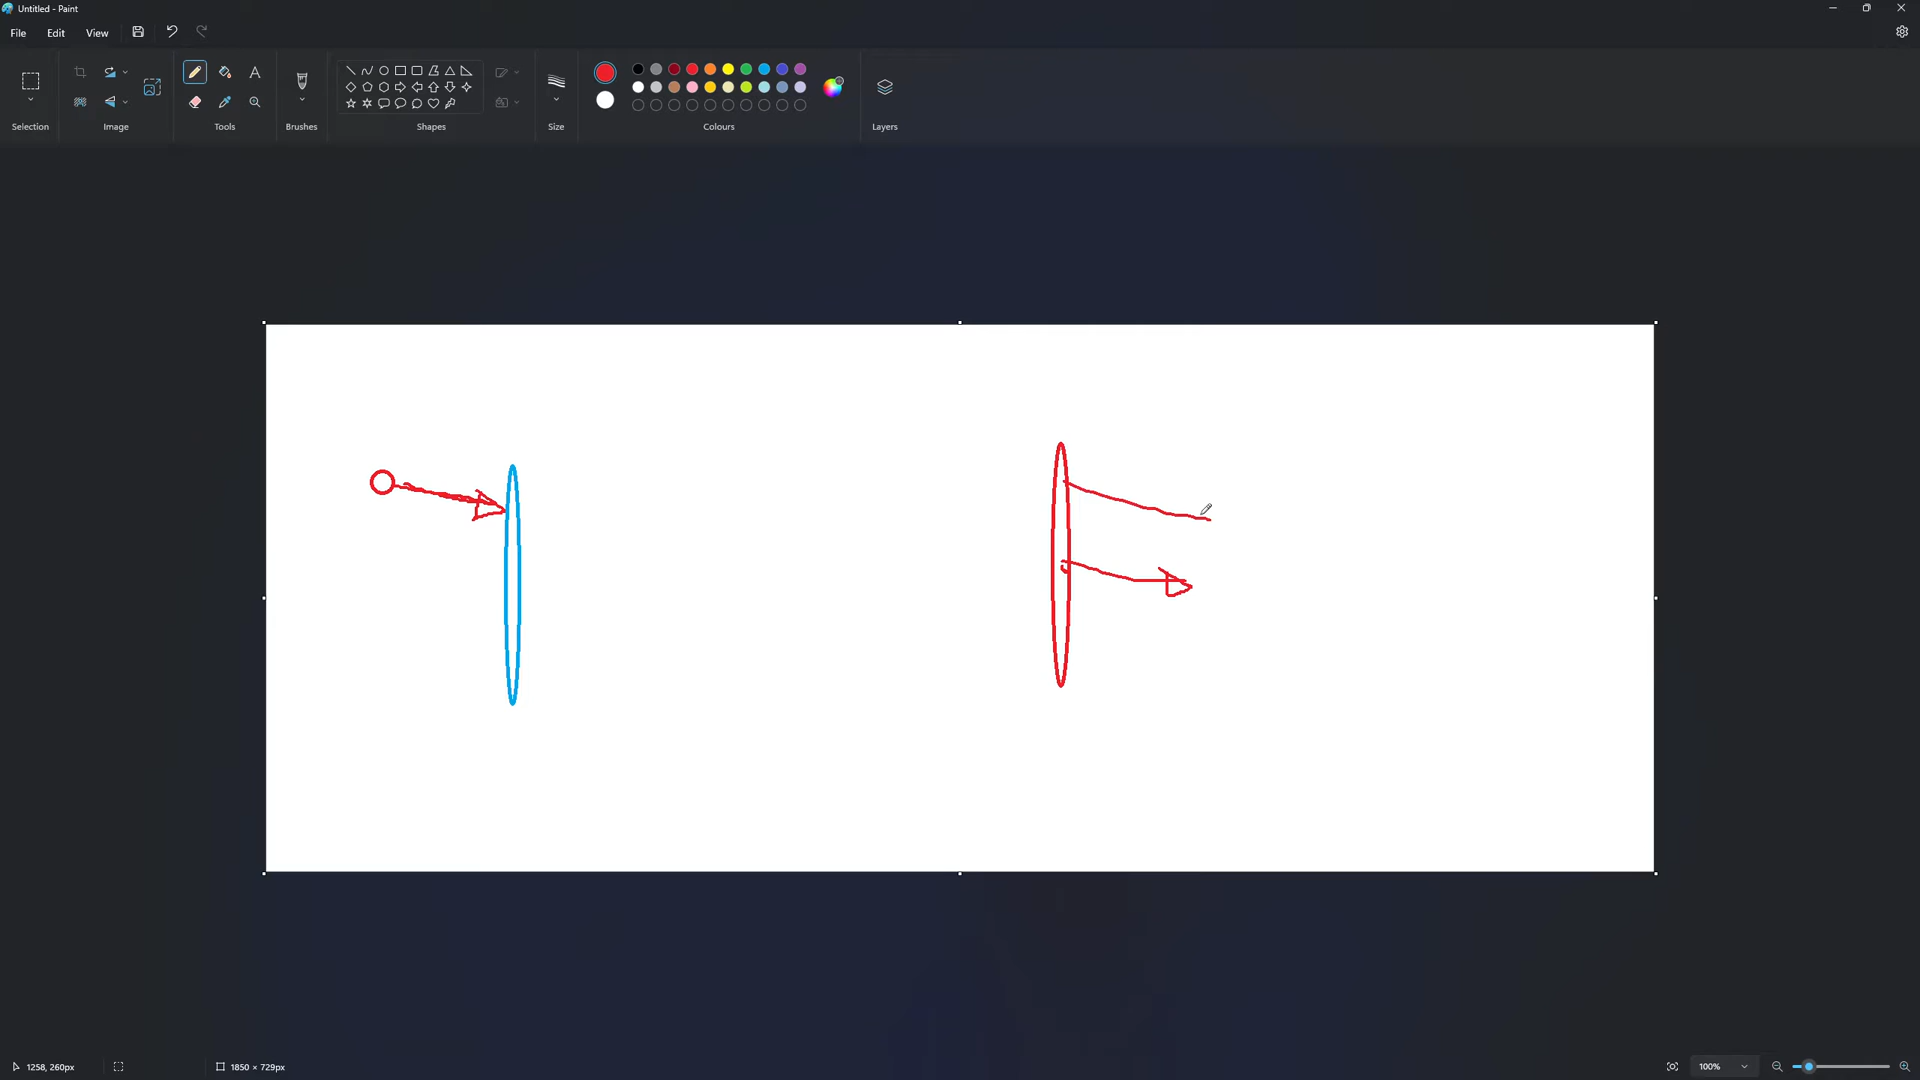 Untitled - Paint
File Edit View
Selection Image Tools Brushes Shapes Size Colours Layers
1258, 260px 1850 × 729px 100%